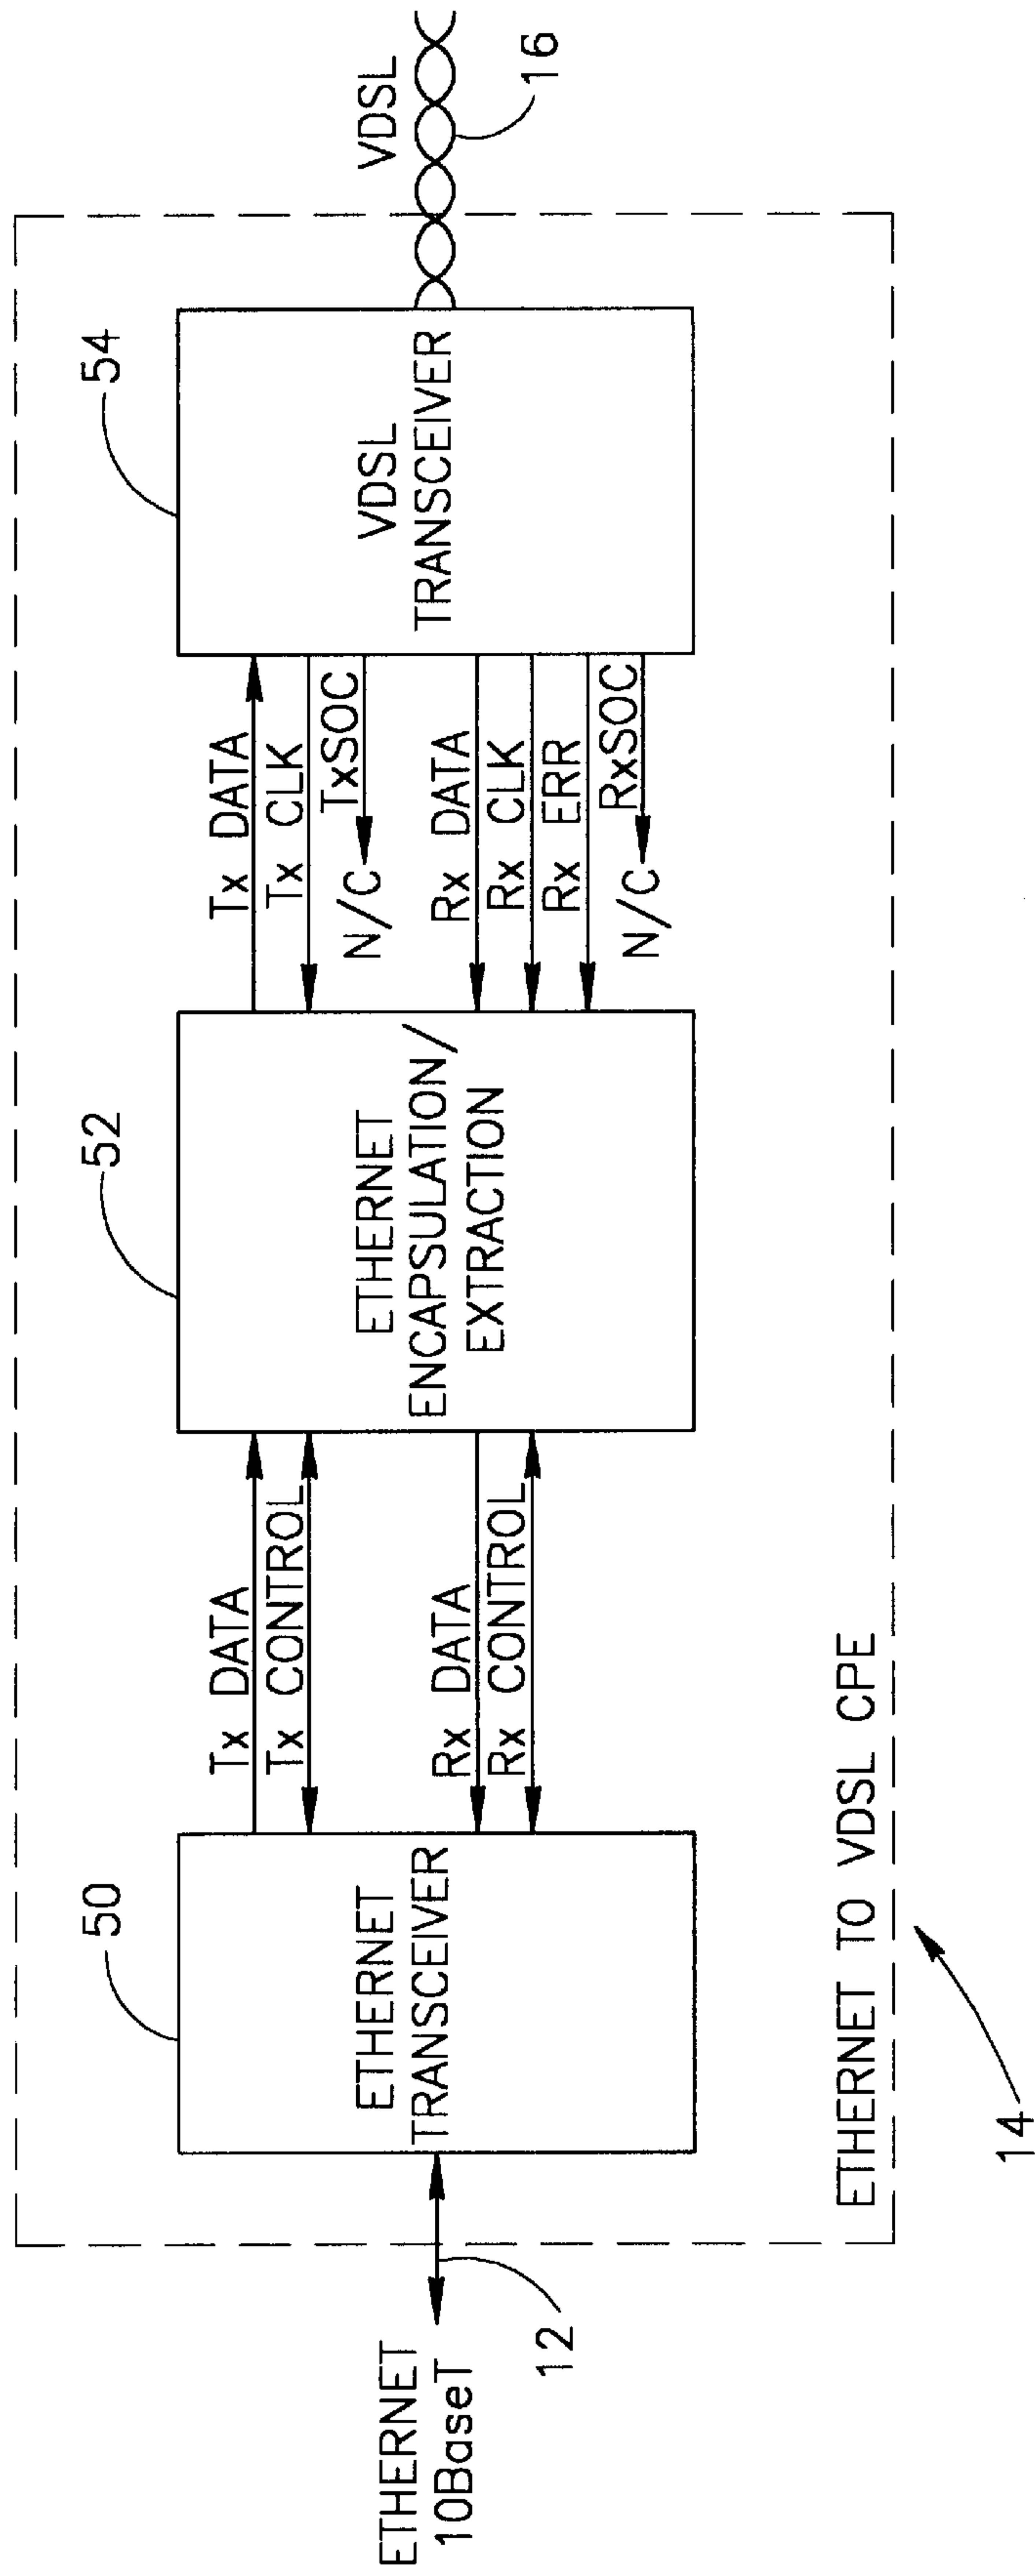 ETHERNET
10BaseT
12
50
ETHERNET
TRANSCEIVER
Tx DATA
Tx CONTROL
Rx DATA
Rx CONTROL
52
ETHERNET
ENCAPSULATION/
EXTRACTION
Tx DATA
Tx CLK
TxSOC
N/C
Rx DATA
Rx CLK
Rx ERR
RxSOC
N/C
54
VDSL
TRANSCEIVER
VDSL
16
ETHERNET TO VDSL CPE
14